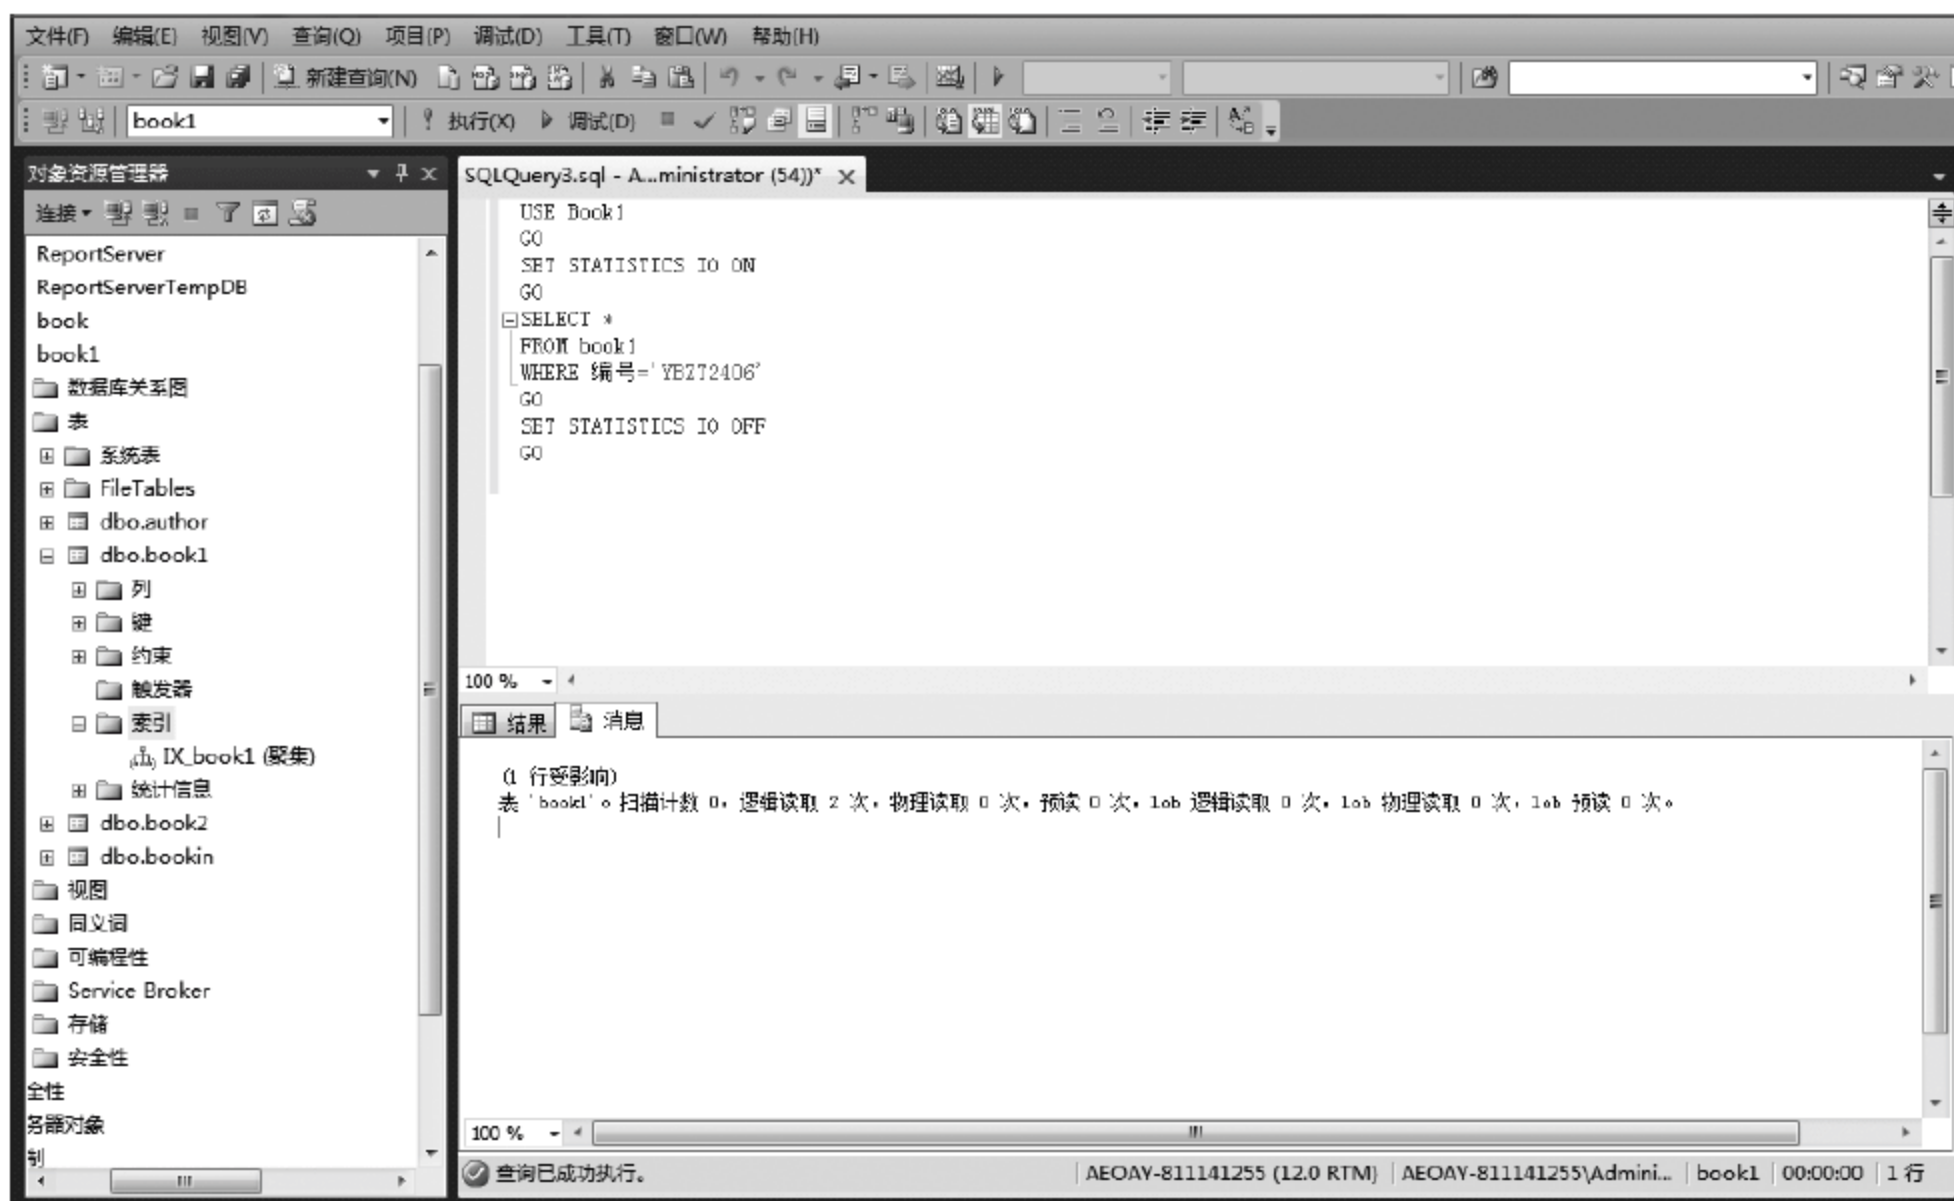 文件(F) 编辑(E) 视图(V) 查询(Q) 项目(P) 调试(D) 工具(T) 窗口(W) 帮助(H)
新建查询(N)
book1 执行(X) 调试(D)
对象资源管理器
连接
ReportServer
ReportServerTempDB
book
book1
数据库关系图
表
系统表
FileTables
dbo.author
dbo.book1
列
键
约束
触发器
索引
IX_book1 (聚集)
统计信息
dbo.book2
dbo.bookin
视图
同义词
可编程性
Service Broker
存储
安全性
全性
务器对象
制
SQLQuery3.sql - A...ministrator (54))*
USE Book1
GO
SET STATISTICS IO ON
GO
SELECT *
FROM book1
WHERE 编号='YBZT2406'
GO
SET STATISTICS IO OFF
GO
100 %
结果 消息
(1 行受影响)
表 'book1'。扫描计数 0，逻辑读取 2 次，物理读取 0 次，预读 0 次，lob 逻辑读取 0 次，lob 物理读取 0 次，lob 预读 0 次。
100 %
查询已成功执行。 AEOAY-811141255 (12.0 RTM) AEOAY-811141255\Admini... book1 00:00:00 1 行